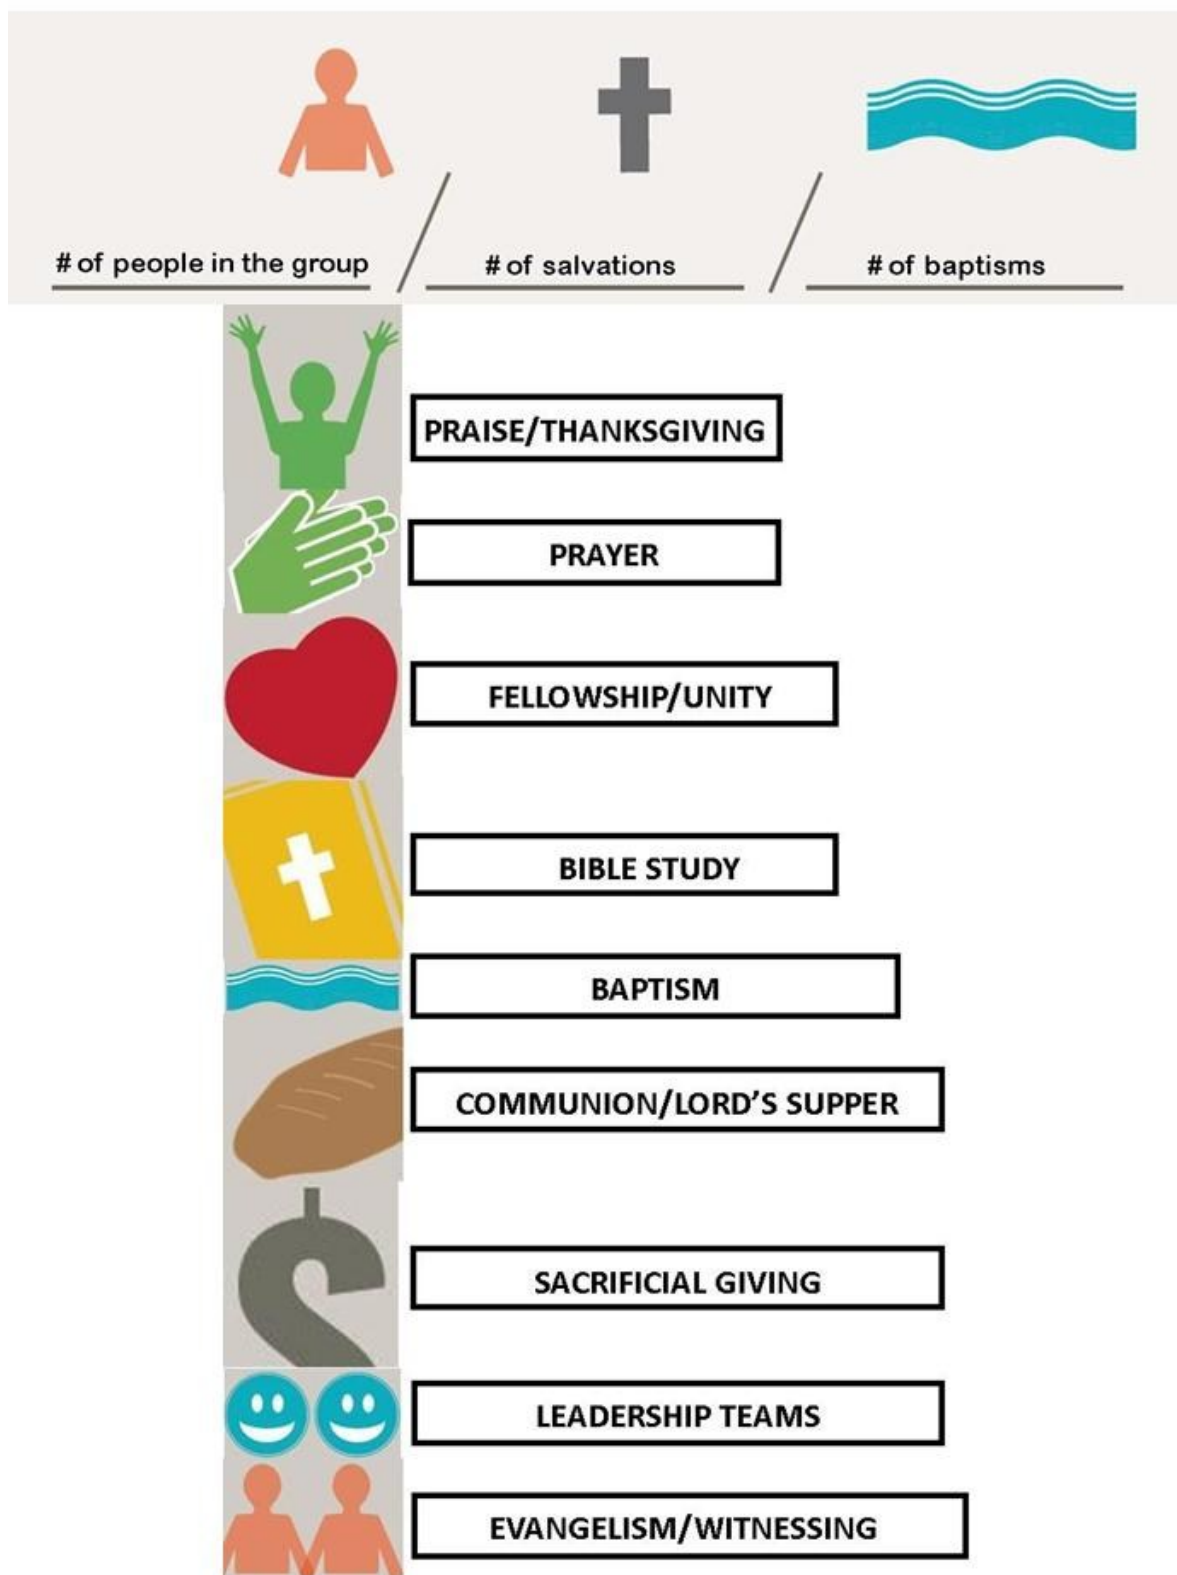 # of people in the group
# of salvations
# of baptisms
PRAISE/THANKSGIVING
PRAYER
FELLOWSHIP/UNITY
BIBLE STUDY
BAPTISM
COMMUNION/LORD’S SUPPER
SACRIFICIAL GIVING
LEADERSHIP TEAMS
EVANGELISM/WITNESSING